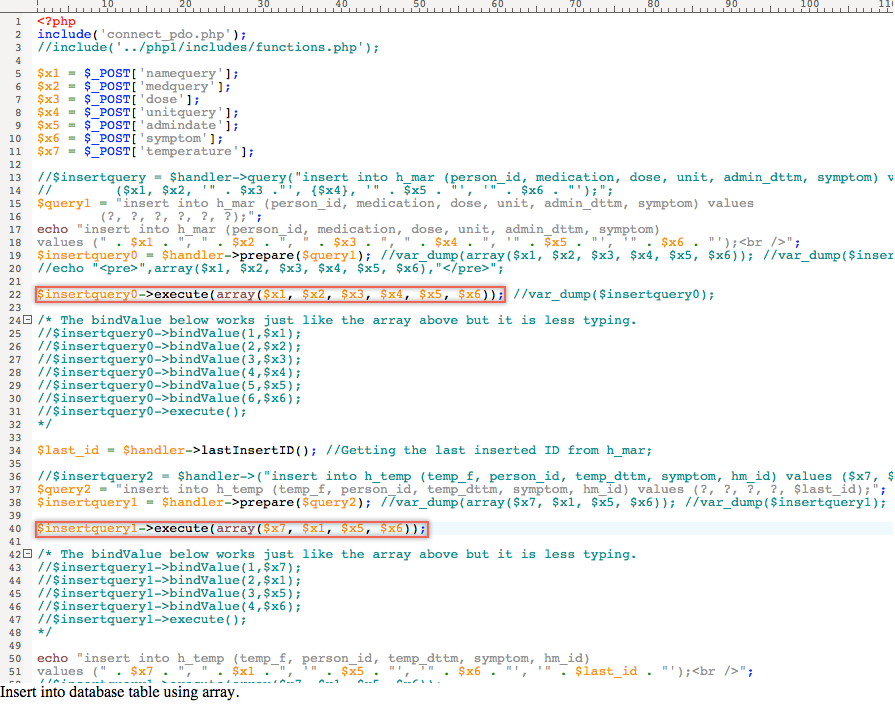 10 20 30 40 50 60 70 80 90 100 110
1 <?php
2 include('connect_pdo.php');
3 //include('../php1/includes/functions.php');
4
5 $x1 = $_POST['namequery'];
6 $x2 = $_POST['medquery'];
7 $x3 = $_POST['dose'];
8 $x4 = $_POST['unitquery'];
9 $x5 = $_POST['admindate'];
10 $x6 = $_POST['symptom'];
11 $x7 = $_POST['temperature'];
12
13 //$insertquery = $handler->query("insert into h_mar (person_id, medication, dose, unit, admin_dttm, symptom) v
14 // ($x1, $x2, '" . $x3 ."', {$x4}, '" . $x5 . "', '" . $x6 . "');";
15 $query1 = "insert into h_mar (person_id, medication, dose, unit, admin_dttm, symptom) values
16 (?, ?, ?, ?, ?, ?);";
17 echo "insert into h_mar (person_id, medication, dose, unit, admin_dttm, symptom)
18 values (" . $x1 . ", " . $x2 . ", " . $x3 . ", " . $x4 . ", '" . $x5 . "', '" . $x6 . "');<br />";
19 $insertquery0 = $handler->prepare($query1); //var_dump(array($x1, $x2, $x3, $x4, $x5, $x6)); //var_dump($inser
20 //echo "<pre>",array($x1, $x2, $x3, $x4, $x5, $x6),"</pre>";
21
22 $insertquery0->execute(array($x1, $x2, $x3, $x4, $x5, $x6)); //var_dump($insertquery0);
23
24 /* The bindValue below works just like the array above but it is less typing.
25 //$insertquery0->bindValue(1,$x1);
26 //$insertquery0->bindValue(2,$x2);
27 //$insertquery0->bindValue(3,$x3);
28 //$insertquery0->bindValue(4,$x4);
29 //$insertquery0->bindValue(5,$x5);
30 //$insertquery0->bindValue(6,$x6);
31 //$insertquery0->execute();
32 */
33
34 $last_id = $handler->lastInsertID(); //Getting the last inserted ID from h_mar;
35
36 //$insertquery2 = $handler->("insert into h_temp (temp_f, person_id, temp_dttm, symptom, hm_id) values ($x7, $
37 $query2 = "insert into h_temp (temp_f, person_id, temp_dttm, symptom, hm_id) values (?, ?, ?, ?, $last_id);";
38 $insertquery1 = $handler->prepare($query2); //var_dump(array($x7, $x1, $x5, $x6)); //var_dump($insertquery1);
39
40 $insertquery1->execute(array($x7, $x1, $x5, $x6));
41
42 /* The bindValue below works just like the array above but it is less typing.
43 //$insertquery1->bindValue(1,$x7);
44 //$insertquery1->bindValue(2,$x1);
45 //$insertquery1->bindValue(3,$x5);
46 //$insertquery1->bindValue(4,$x6);
47 //$insertquery1->execute();
48 */
49
50 echo "insert into h_temp (temp_f, person_id, temp_dttm, symptom, hm_id)
51 values (" . $x7 . ", " . $x1 . ", '" . $x5 . "', '" . $x6 . "', '" . $last_id . "');<br />";
Insert into database table using array.